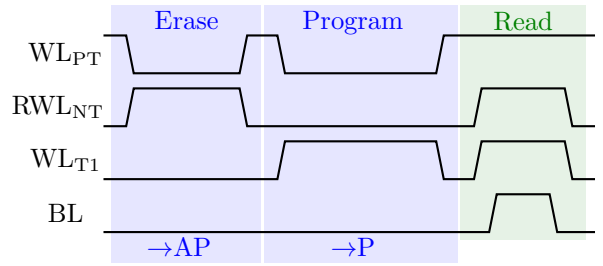 Erase Program Read
WL_PT
RWL_NT
WL_T1
BL
→AP →P